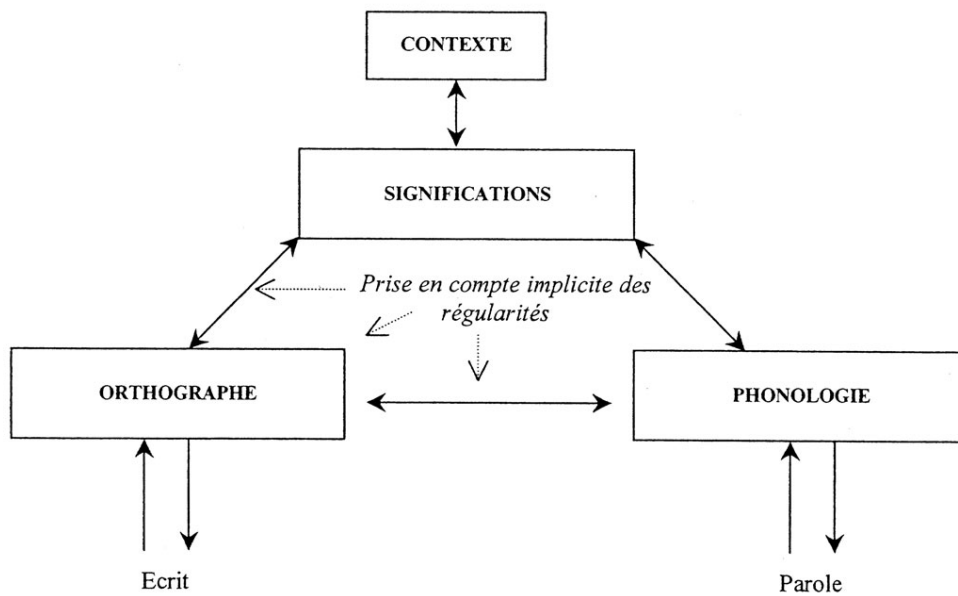 CONTEXTE
SIGNIFICATIONS
Prise en compte implicite des
régularités
ORTHOGRAPHE
PHONOLOGIE
Ecrit
Parole